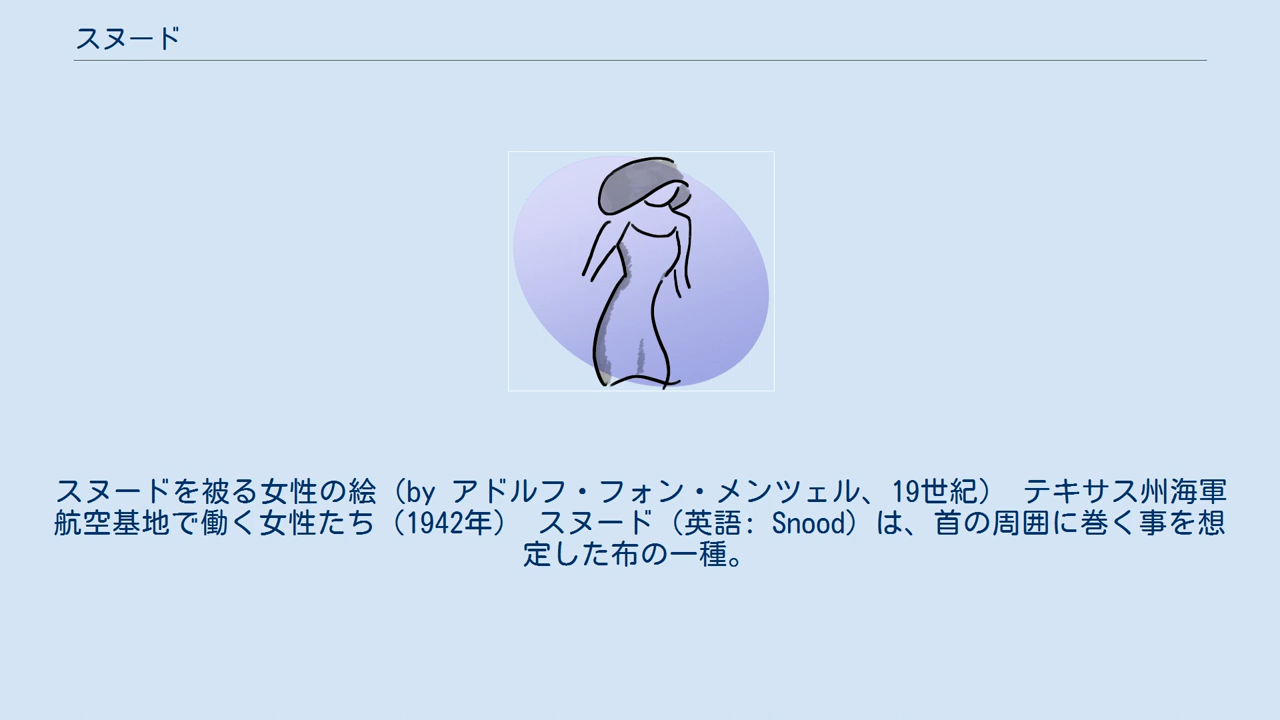 スヌード
スヌードを被る女性の絵（by アドルフ・フォン・メンツェル、19世紀） テキサス州海軍
航空基地で働く女性たち（1942年） スヌード（英語: Snood）は、首の周囲に巻く事を想
定した布の一種。